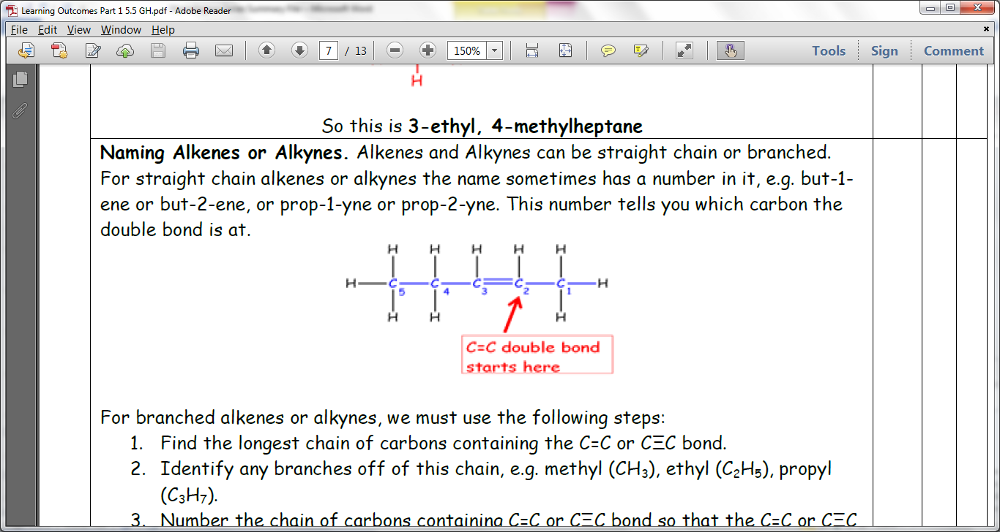 Learning Outcomes Part 1 5.5 GH.pdf - Adobe Reader
File Edit View Window Help
7 / 13 150% Tools Sign Comment
H
So this is 3-ethyl, 4-methylheptane
Naming Alkenes or Alkynes. Alkenes and Alkynes can be straight chain or branched.
For straight chain alkenes or alkynes the name sometimes has a number in it, e.g. but-1-
ene or but-2-ene, or prop-1-yne or prop-2-yne. This number tells you which carbon the
double bond is at.
H H H H H
H C C C C C H
5 4 3 2 1
H H H
C=C double bond
starts here
For branched alkenes or alkynes, we must use the following steps:
1. Find the longest chain of carbons containing the C=C or CΞC bond.
2. Identify any branches off of this chain, e.g. methyl (CH₃), ethyl (C₂H₅), propyl
(C₃H₇).
3. Number the chain of carbons containing C=C or CΞC bond so that the C=C or CΞC